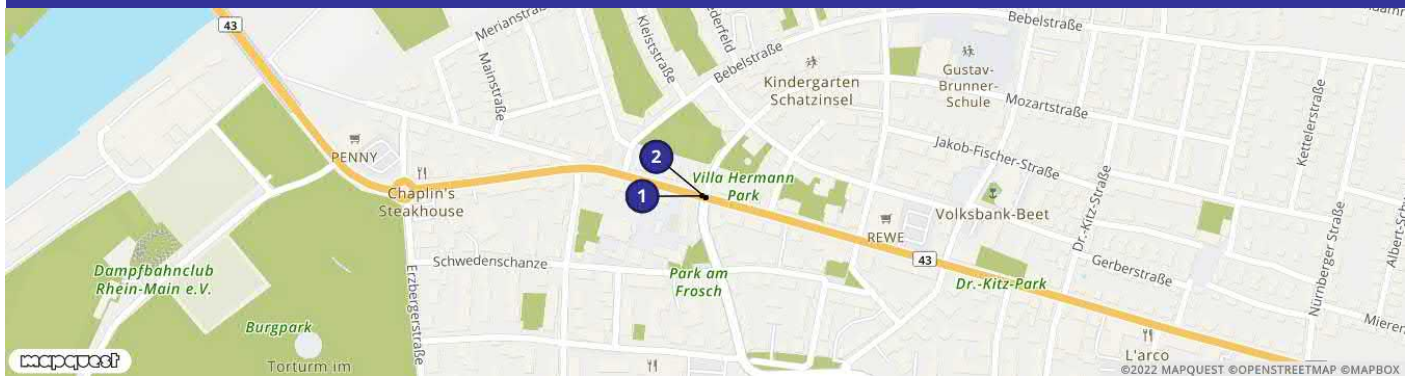 43
Merianstraße
Mainstraße
Kleiststraße
Bebelstraße
Bebelstraße
Kindergarten
Schatzinsel
Gustav-
Brunner-
Schule
Mozartstraße
Kettelerstraße
Jakob-Fischer-Straße
PENNY
Chaplin's
Steakhouse
2
1
Villa Hermann
Park
Volksbank-Beet
REWE
Dr.-Kitz-Straße
43
Nürnberger Straße
Gerberstraße
Schwedenschanze
Park am
Frosch
Dr.-Kitz-Park
Dampfbahnclub
Rhein-Main e.V.
Erzbergerstraße
Burgpark
Torturm im
L'arco
mapquest
©2022 MAPQUEST ©OPENSTREETMAP ©MAPBOX